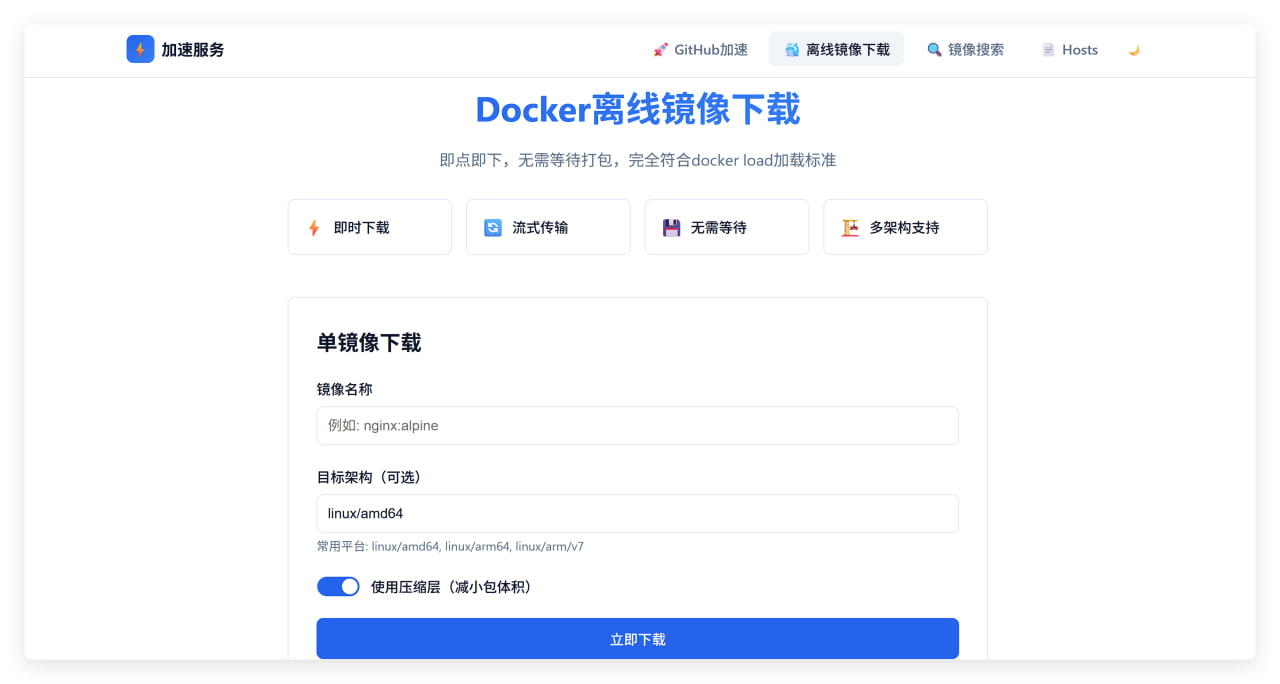 加速服务
GitHub加速
离线镜像下载
镜像搜索
Hosts
Docker离线镜像下载
即点即下，无需等待打包，完全符合docker load加载标准
即时下载
流式传输
无需等待
多架构支持
单镜像下载
镜像名称
例如: nginx:alpine
目标架构（可选）
linux/amd64
常用平台: linux/amd64, linux/arm64, linux/arm/v7
使用压缩层（减小包体积）
立即下载